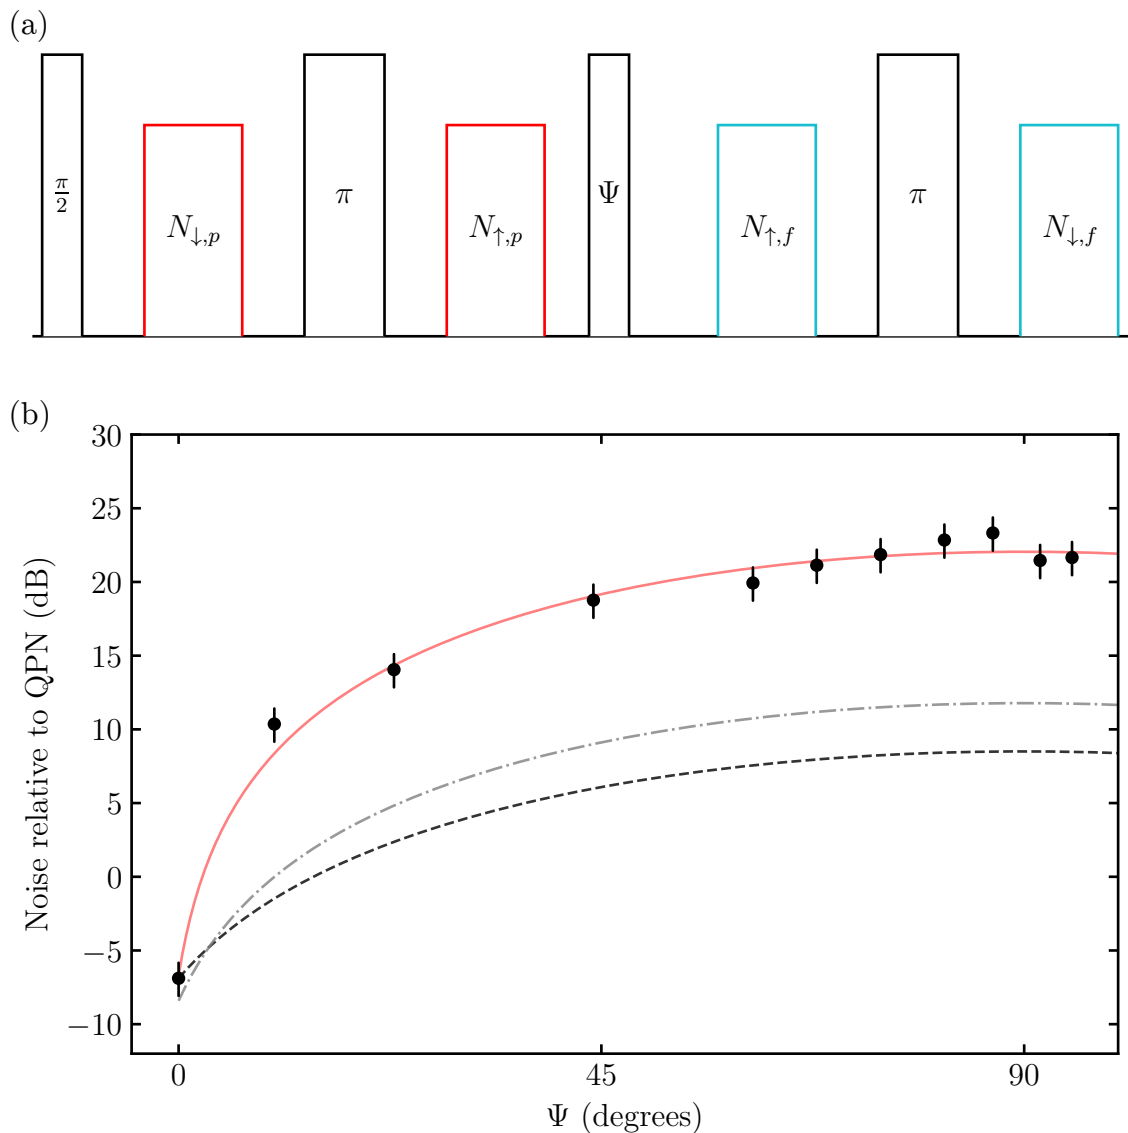 (a)
π/2
N↓,p
π
N↑,p
Ψ
N↑,f
π
N↓,f
(b)
Noise relative to QPN (dB)
30
25
20
15
10
5
0
−5
−10
0 45 90
Ψ (degrees)